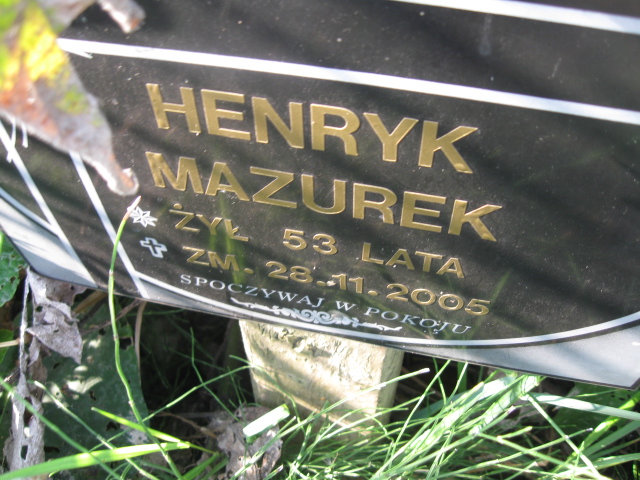 HENRYK
MAZUREK
ŻYŁ 53 LATA
ZM. 28.11.2005
SPOCZYWAJ W POKOJU